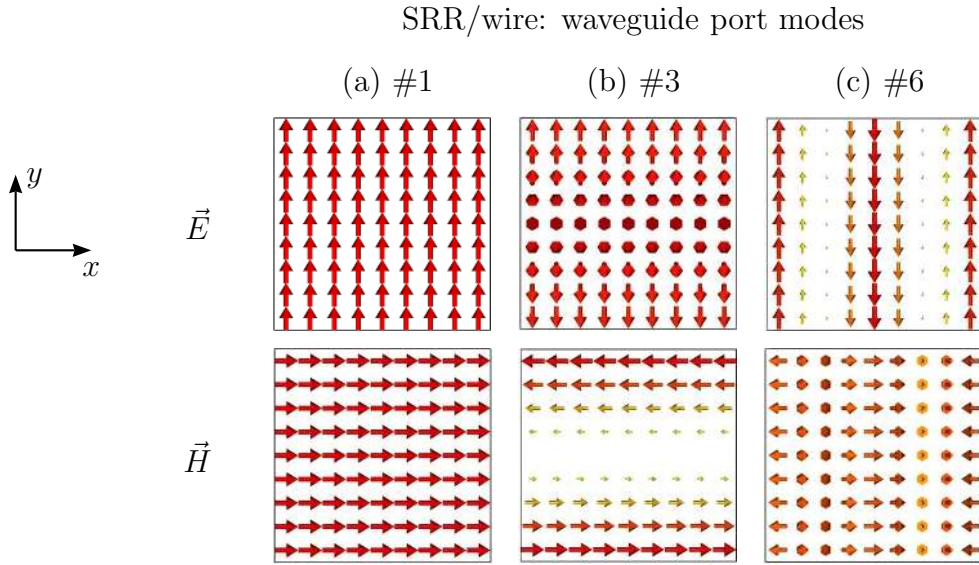 SRR/wire: waveguide port modes
(a) #1 (b) #3 (c) #6
y
x
E⃗
H⃗